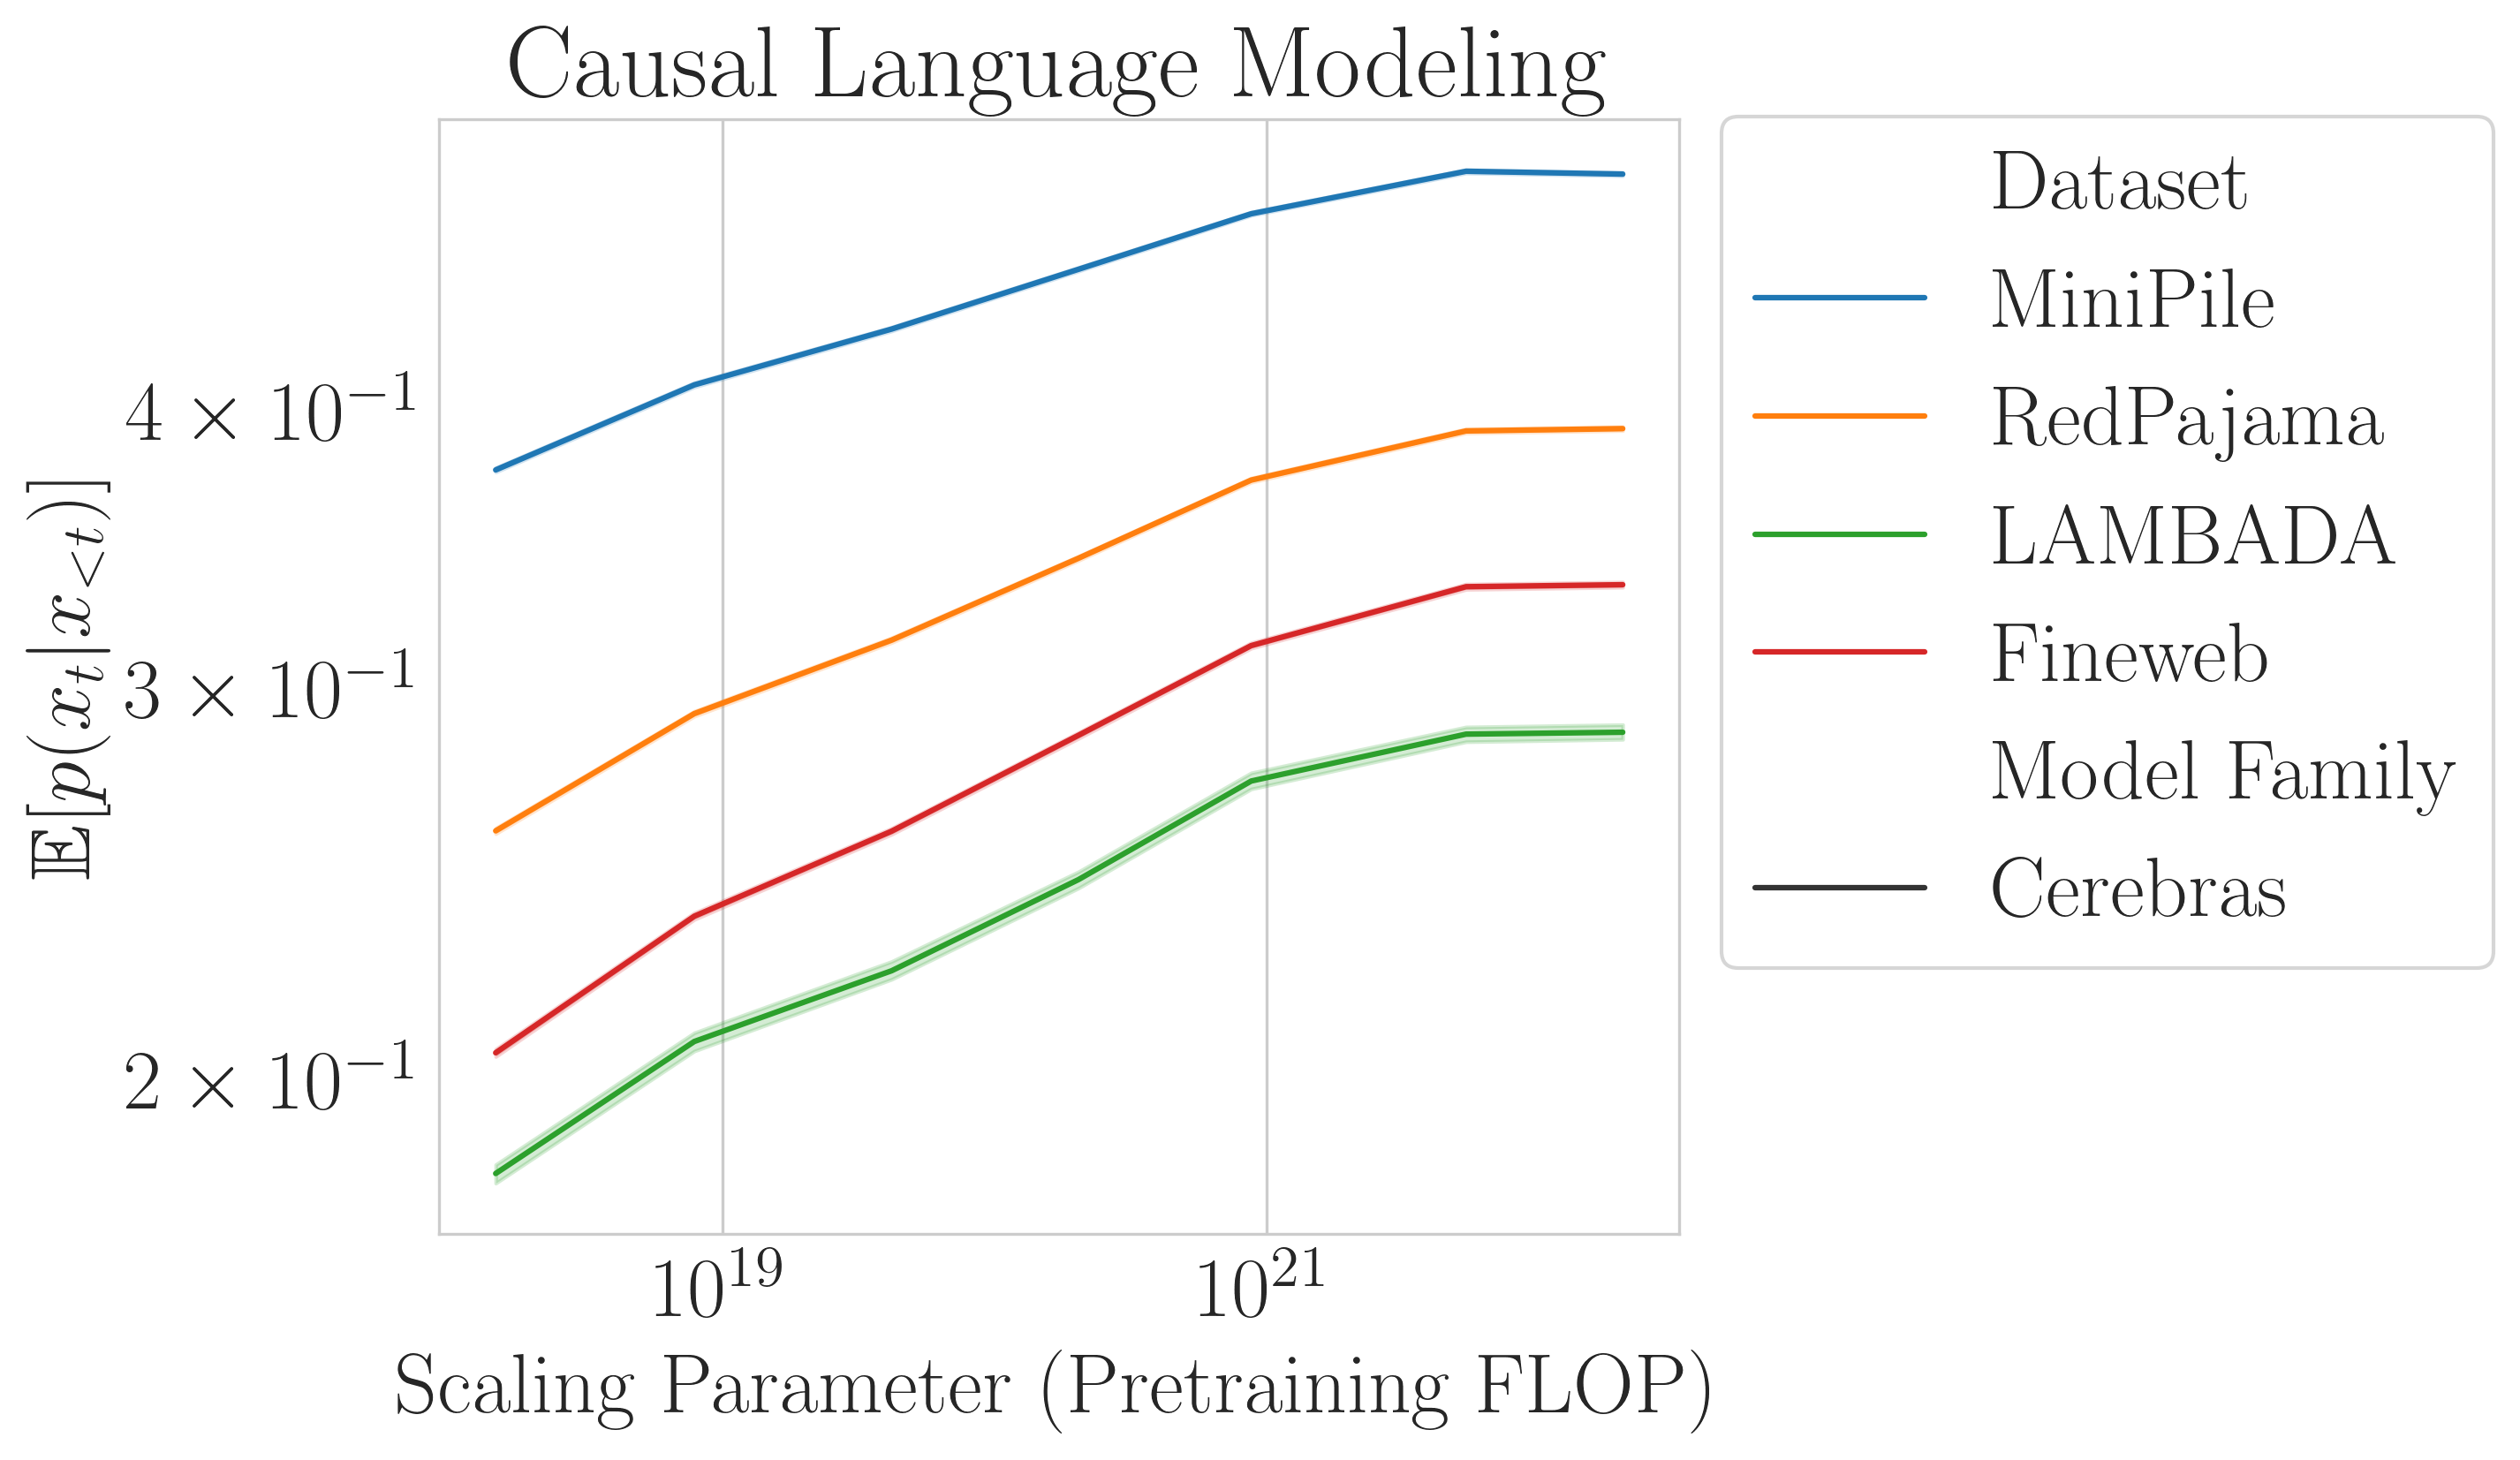 Causal Language Modeling
𝔼[p(x_t|x_{<t})]
4 × 10^{−1}
3 × 10^{−1}
2 × 10^{−1}
10^{19}
10^{21}
Scaling Parameter (Pretraining FLOP)
Dataset
MiniPile
RedPajama
LAMBADA
Fineweb
Model Family
Cerebras